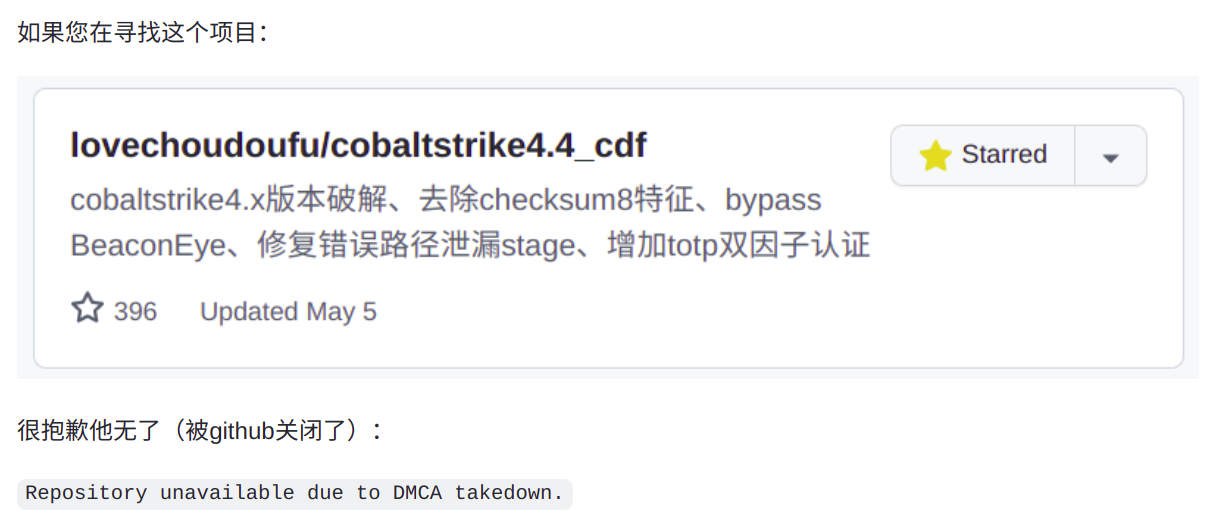 如果您在寻找这个项目：
lovechoudoufu/cobaltstrike4.4_cdf
Starred
cobaltstrike4.x版本破解、去除checksum8特征、bypass
BeaconEye、修复错误路径泄漏stage、增加totp双因子认证
396 Updated May 5
很抱歉他无了（被github关闭了）：
Repository unavailable due to DMCA takedown.